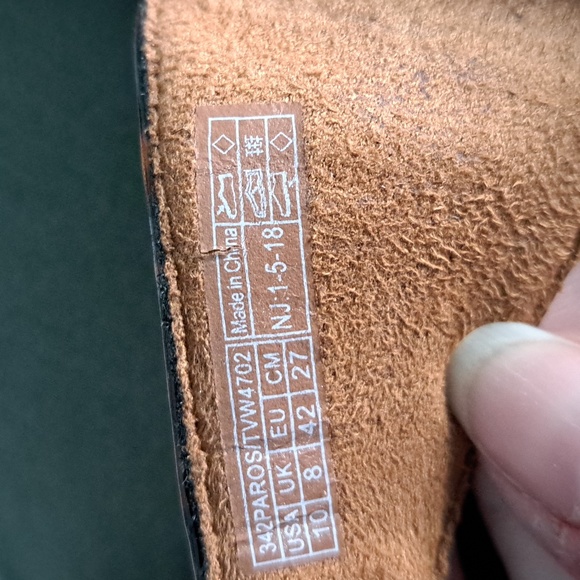 342PAROS/TVW4702
USA UK EU CM
10 8 42 27
Made in China
NJ 1-5-18